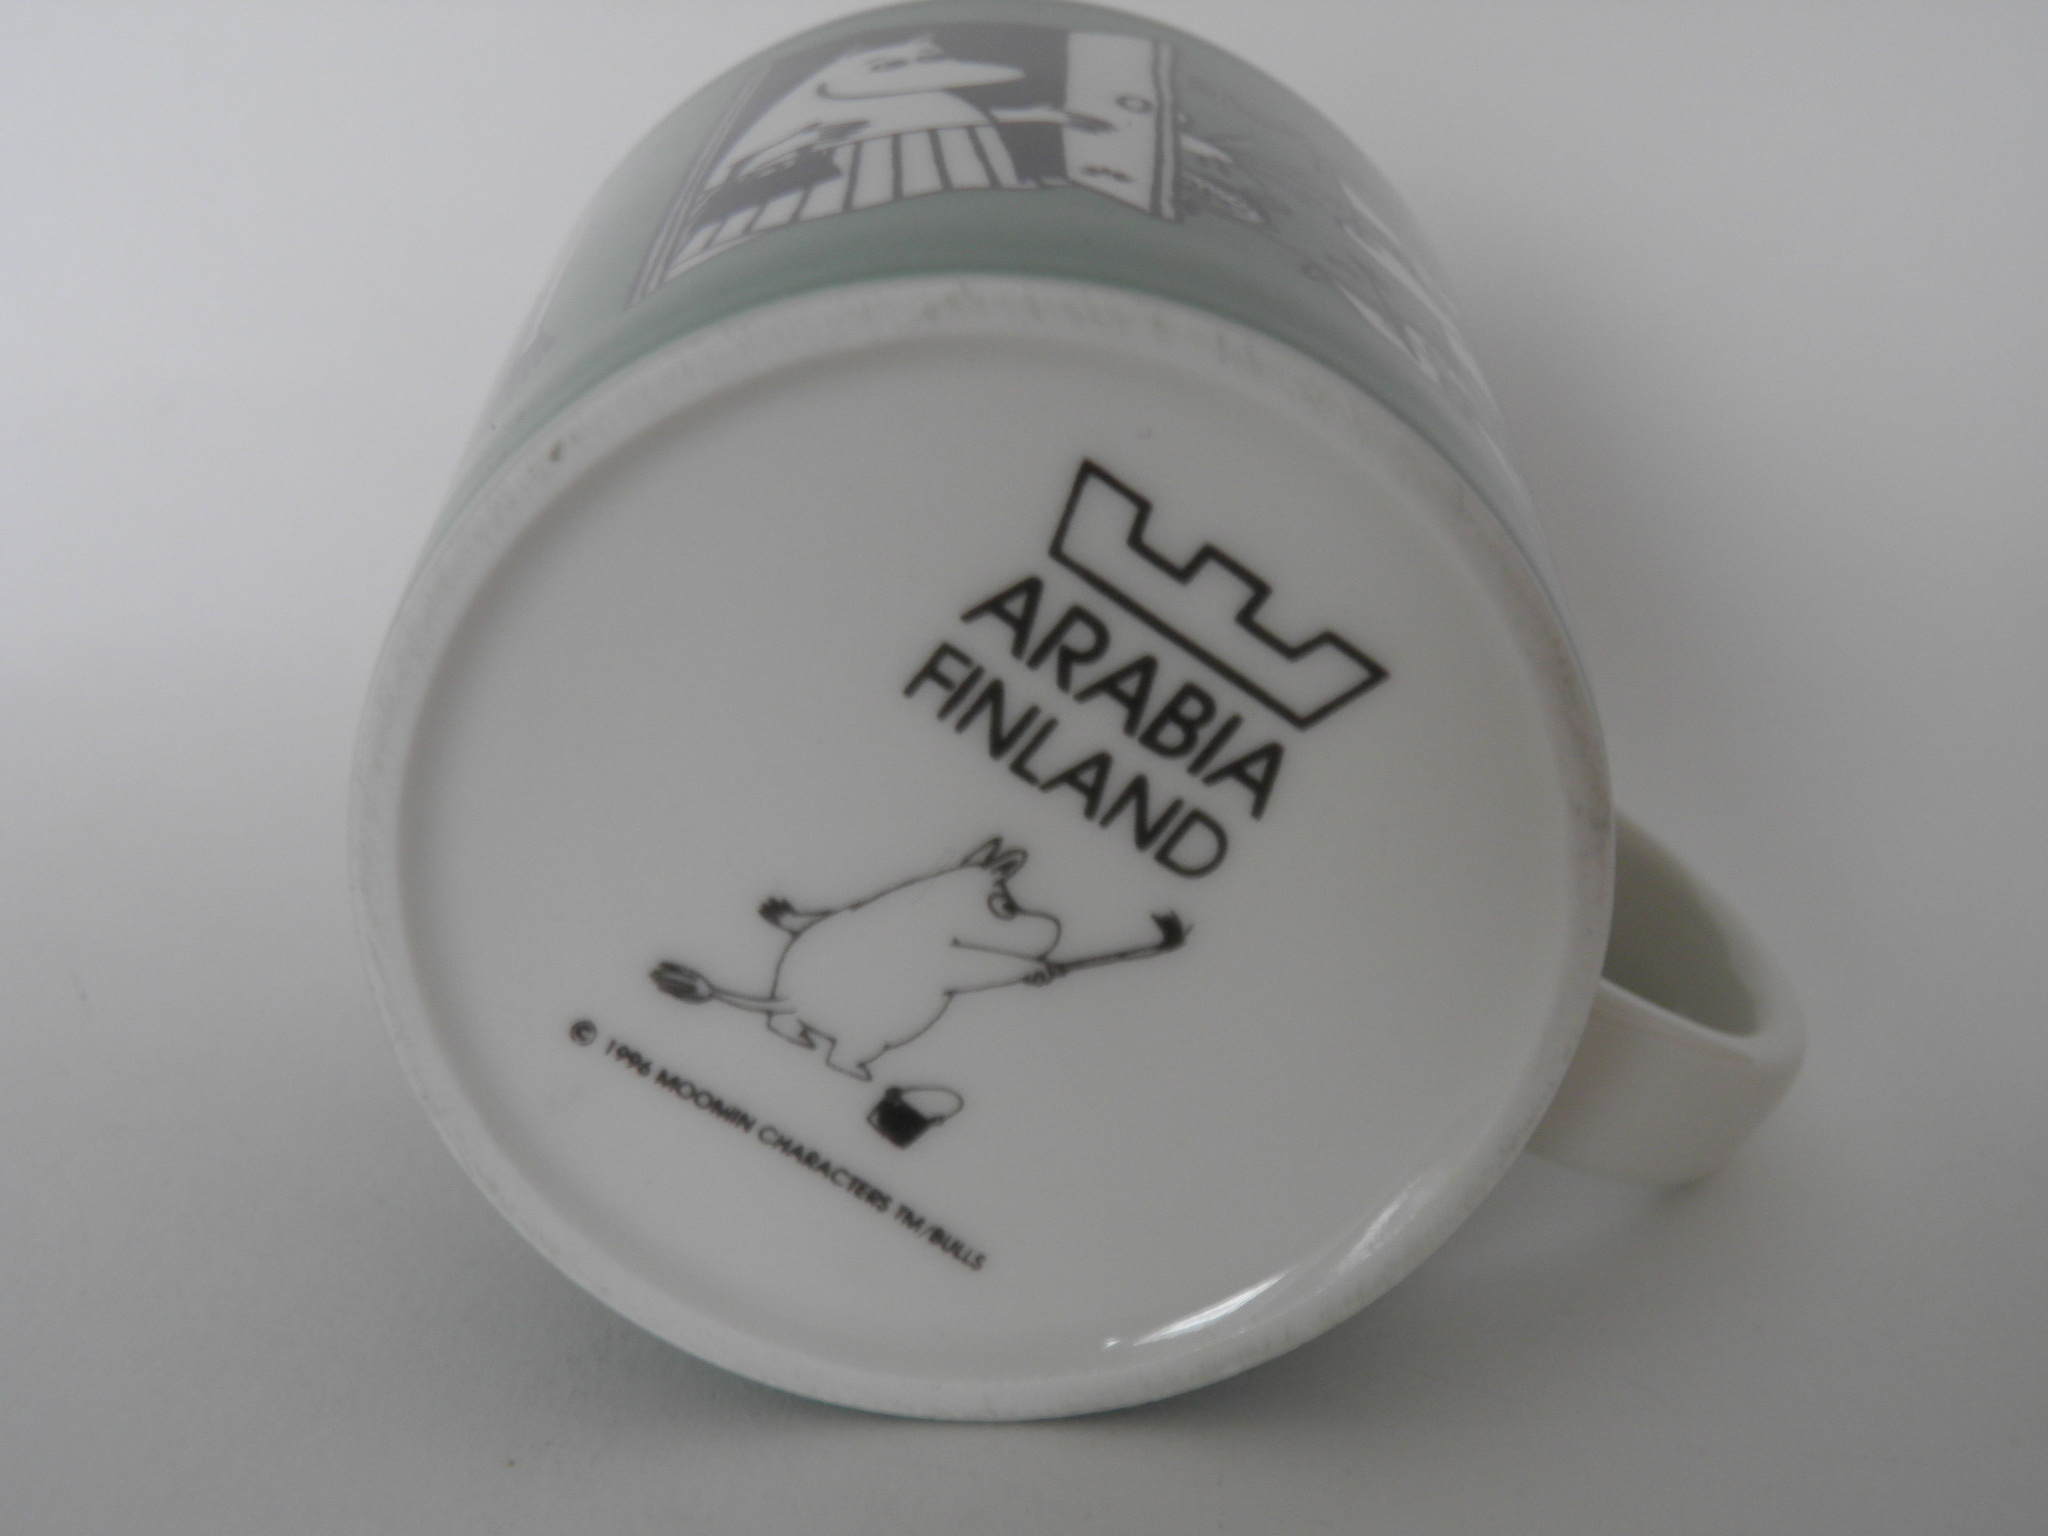 ARABIA
FINLAND
© 1996 MOOMIN CHARACTERS TM/BULLS